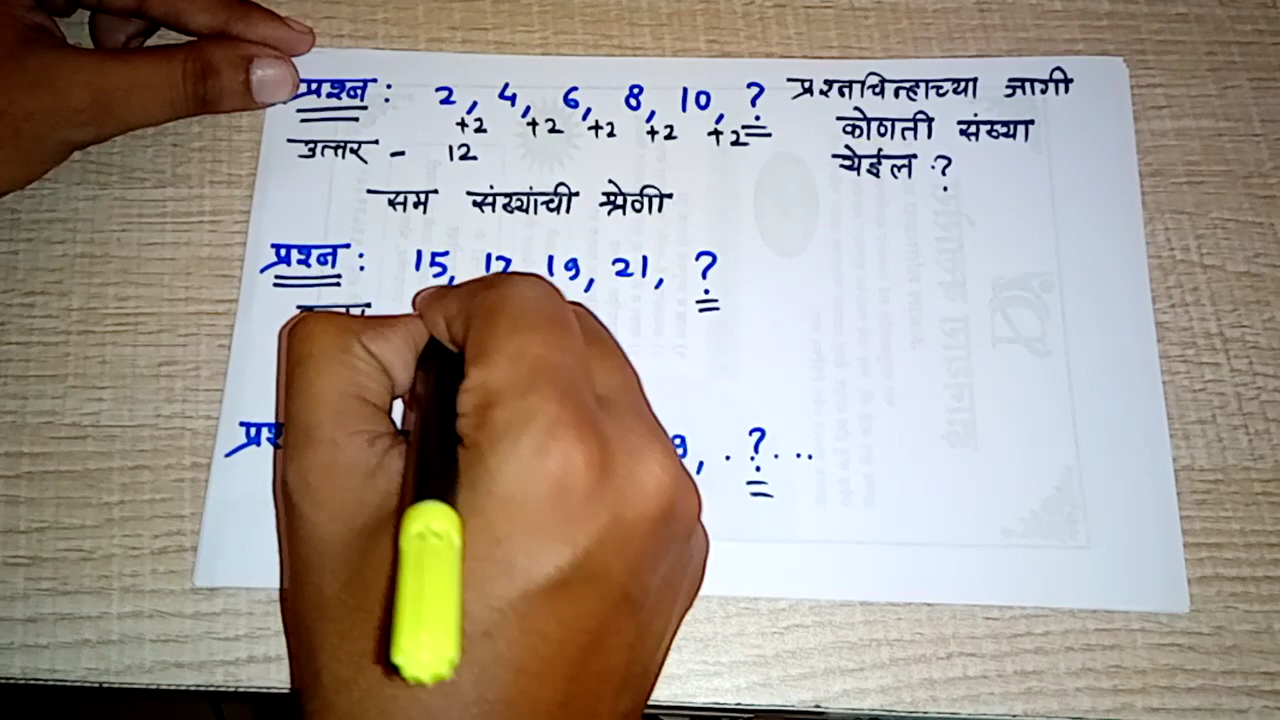 प्रश्न : 2, 4, 6, 8, 10, ? प्रश्नचिन्हाच्या जागी
+2 +2 +2 +2 +2 कोणती संख्या
उत्तर - 12 येईल ?
सम संख्यांची श्रेणी
प्रश्न : 15, 17 19, 21, ?
9, . ? ...